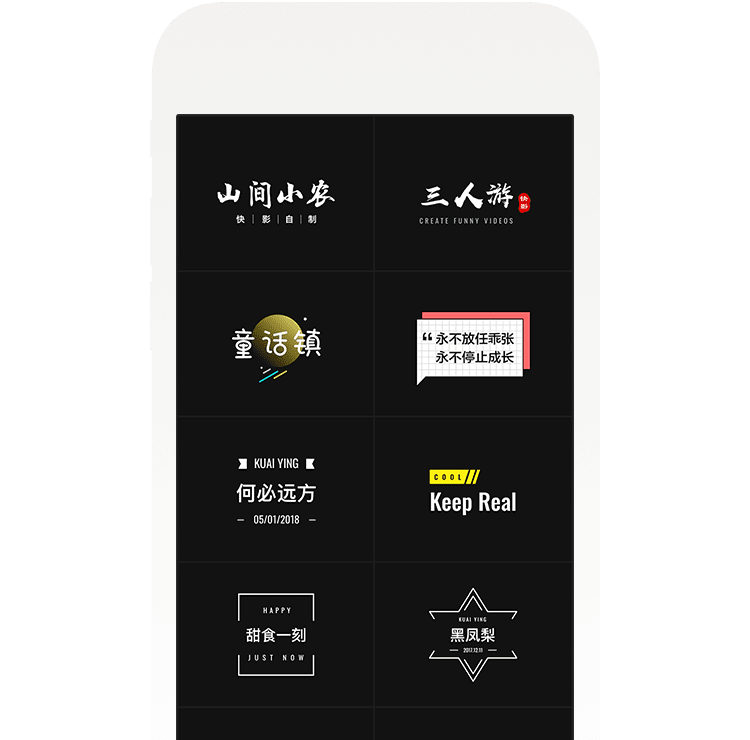 山间小农
快|影|自|制
三人游
快影
CREATE FUNNY VIDEOS
童话镇
“永不放任乖张
永不停止成长
KUAI YING
何必远方
— 05/01/2018 —
COOL
Keep Real
HAPPY
甜食一刻
JUST NOW
KUAI YING
黑凤梨
— 2017.12.11 —